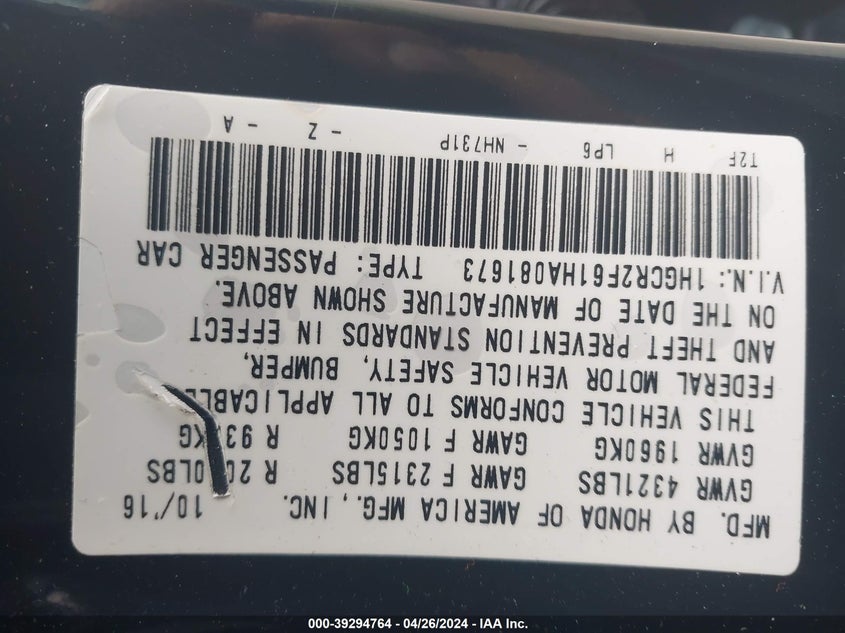 MFD. BY HONDA OF AMERICA MFG., INC. 10/'16
GVWR 4321LBS GAWR F 2315LBS R
GVWR 1960KG GAWR F 1050KG R
THIS VEHICLE CONFORMS TO ALL APPLICABLE
FEDERAL MOTOR VEHICLE SAFETY, BUMPER,
AND THEFT PREVENTION STANDARDS IN EFFECT
ON THE DATE OF MANUFACTURE SHOWN ABOVE.
V.I.N.: 1HGCR2F61HA081673 TYPE: PASSENGER CAR
T2F H LP6 - NH731P - Z - A
000-39294764 - 04/26/2024 - IAA Inc.